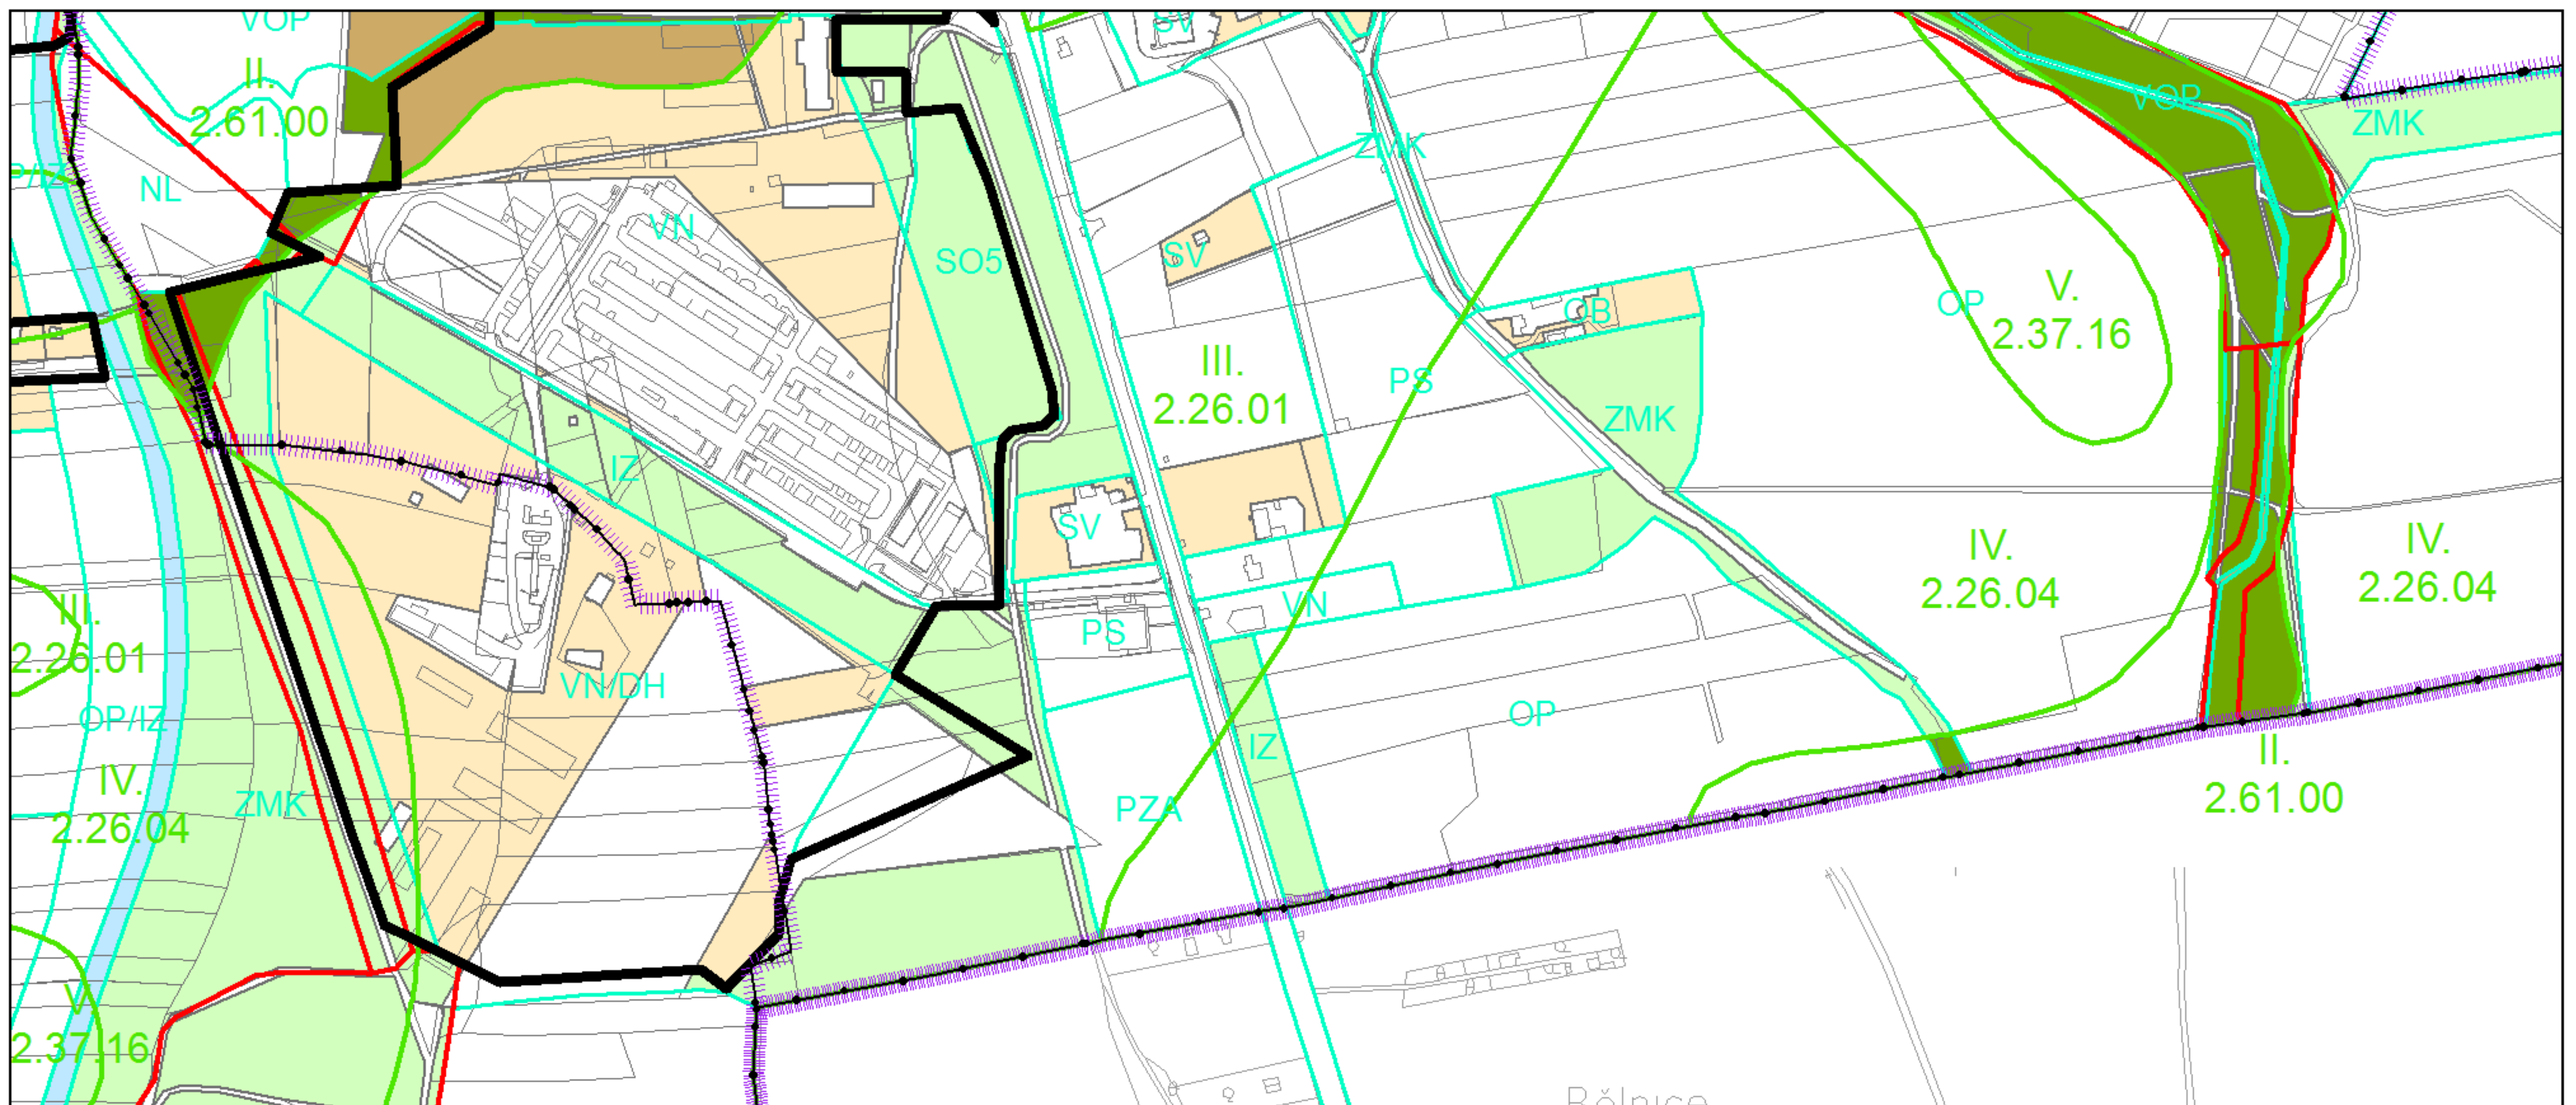 VOP
SV
II.
2.61.00
VOP
ZMK
ZMK
P/IZ
NL
VN
SO5
SV
OB
OP
V.
2.37.16
III.
2.26.01
PS
ZMK
IZ
SV
IV.
2.26.04
IV.
2.26.04
III.
2.26.01
VN
PS
VN/DH
OP/IZ
OP
IZ
II.
2.61.00
IV.
2.26.04
ZMK
PZA
V.
2.37.16